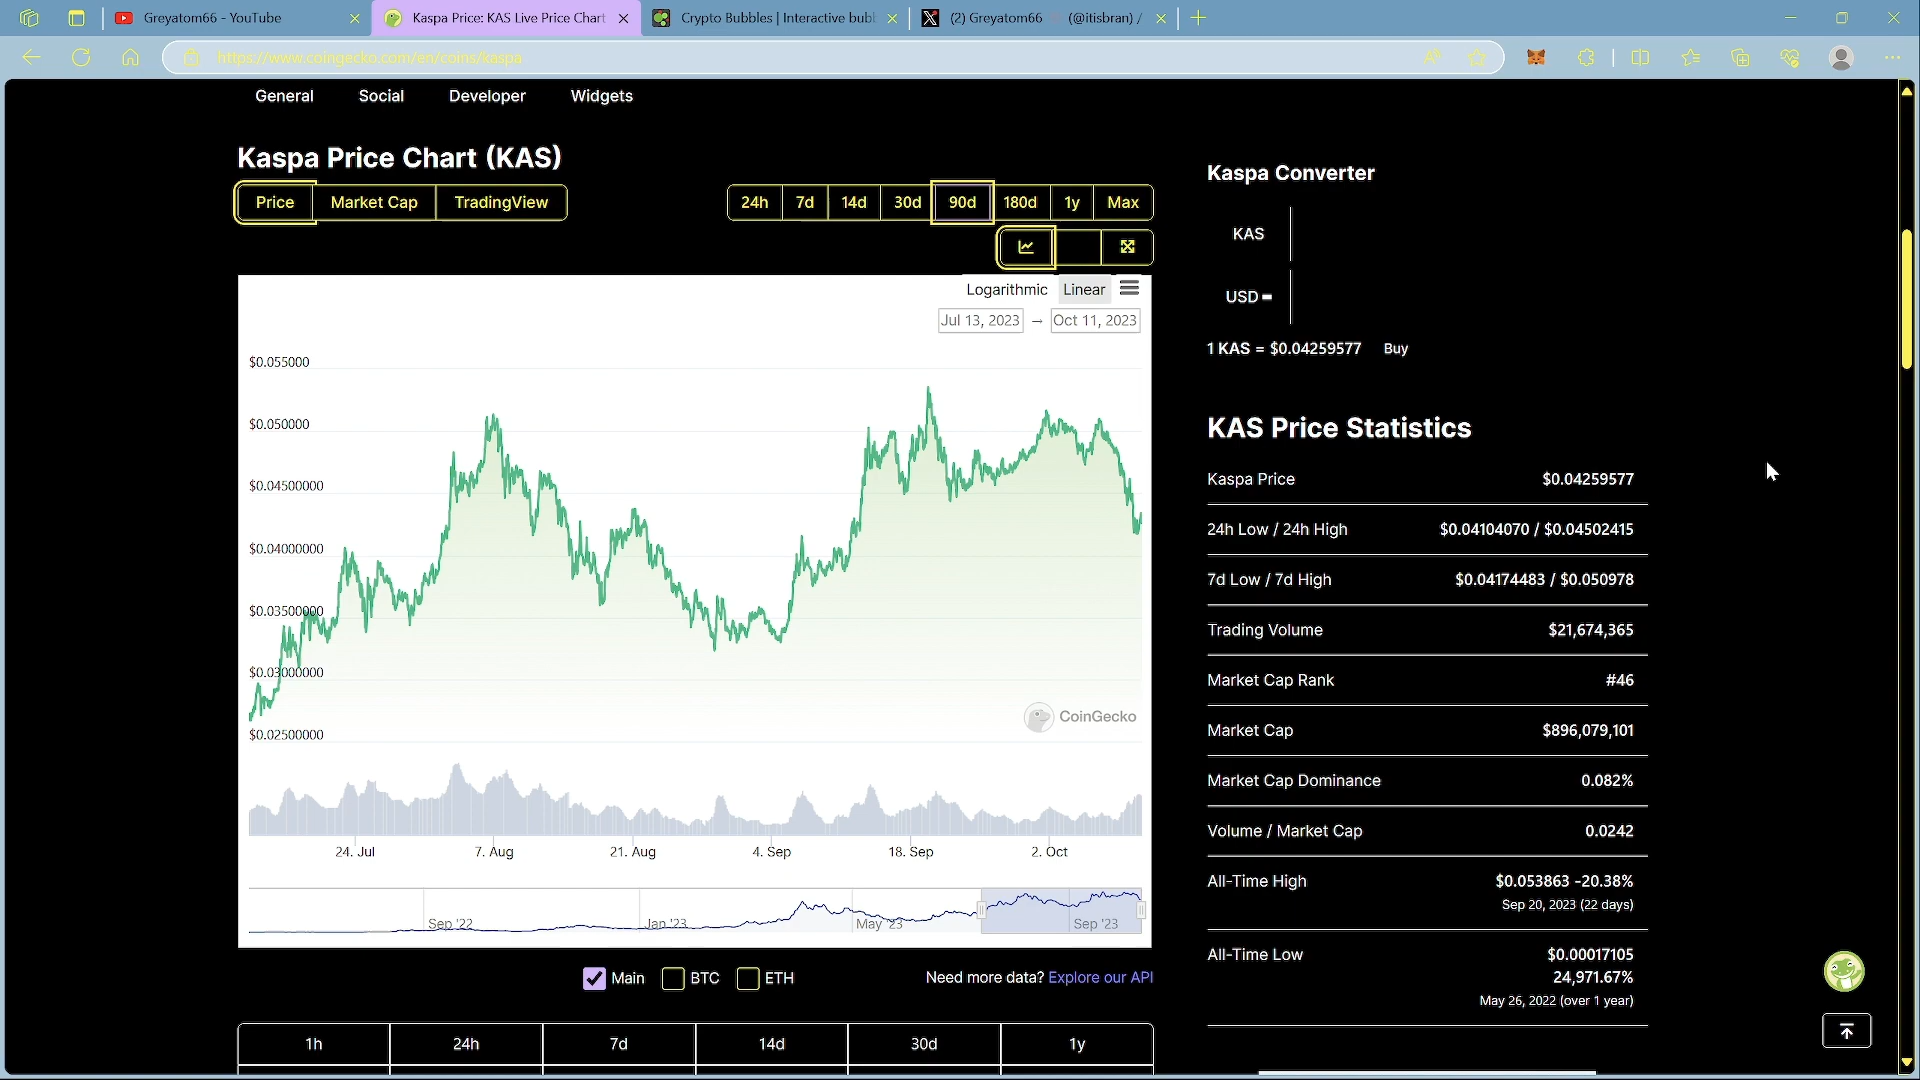 Greyatom66 - YouTube
Kaspa Price: KAS Live Price Chart
Crypto Bubbles | Interactive bubl
(2) Greyatom66 (@itisbran) /
https://www.coingecko.com/en/coins/kaspa
General Social Developer Widgets
Kaspa Price Chart (KAS)
Price Market Cap TradingView
24h 7d 14d 30d 90d 180d 1y Max
Logarithmic Linear
Jul 13, 2023 → Oct 11, 2023
$0.055000
$0.050000
$0.04500000
$0.04000000
$0.03500000
$0.03000000
$0.02500000
CoinGecko
24. Jul 7. Aug 21. Aug 4. Sep 18. Sep 2. Oct
Sep '22 Jan '23 May '23 Sep '23
Main BTC ETH
Need more data? Explore our API
1h 24h 7d 14d 30d 1y
Kaspa Converter
KAS
USD
1 KAS = $0.04259577 Buy
KAS Price Statistics
Kaspa Price $0.04259577
24h Low / 24h High $0.04104070 / $0.04502415
7d Low / 7d High $0.04174483 / $0.050978
Trading Volume $21,674,365
Market Cap Rank #46
Market Cap $896,079,101
Market Cap Dominance 0.082%
Volume / Market Cap 0.0242
All-Time High $0.053863 -20.38%
Sep 20, 2023 (22 days)
All-Time Low $0.00017105
24,971.67%
May 26, 2022 (over 1 year)